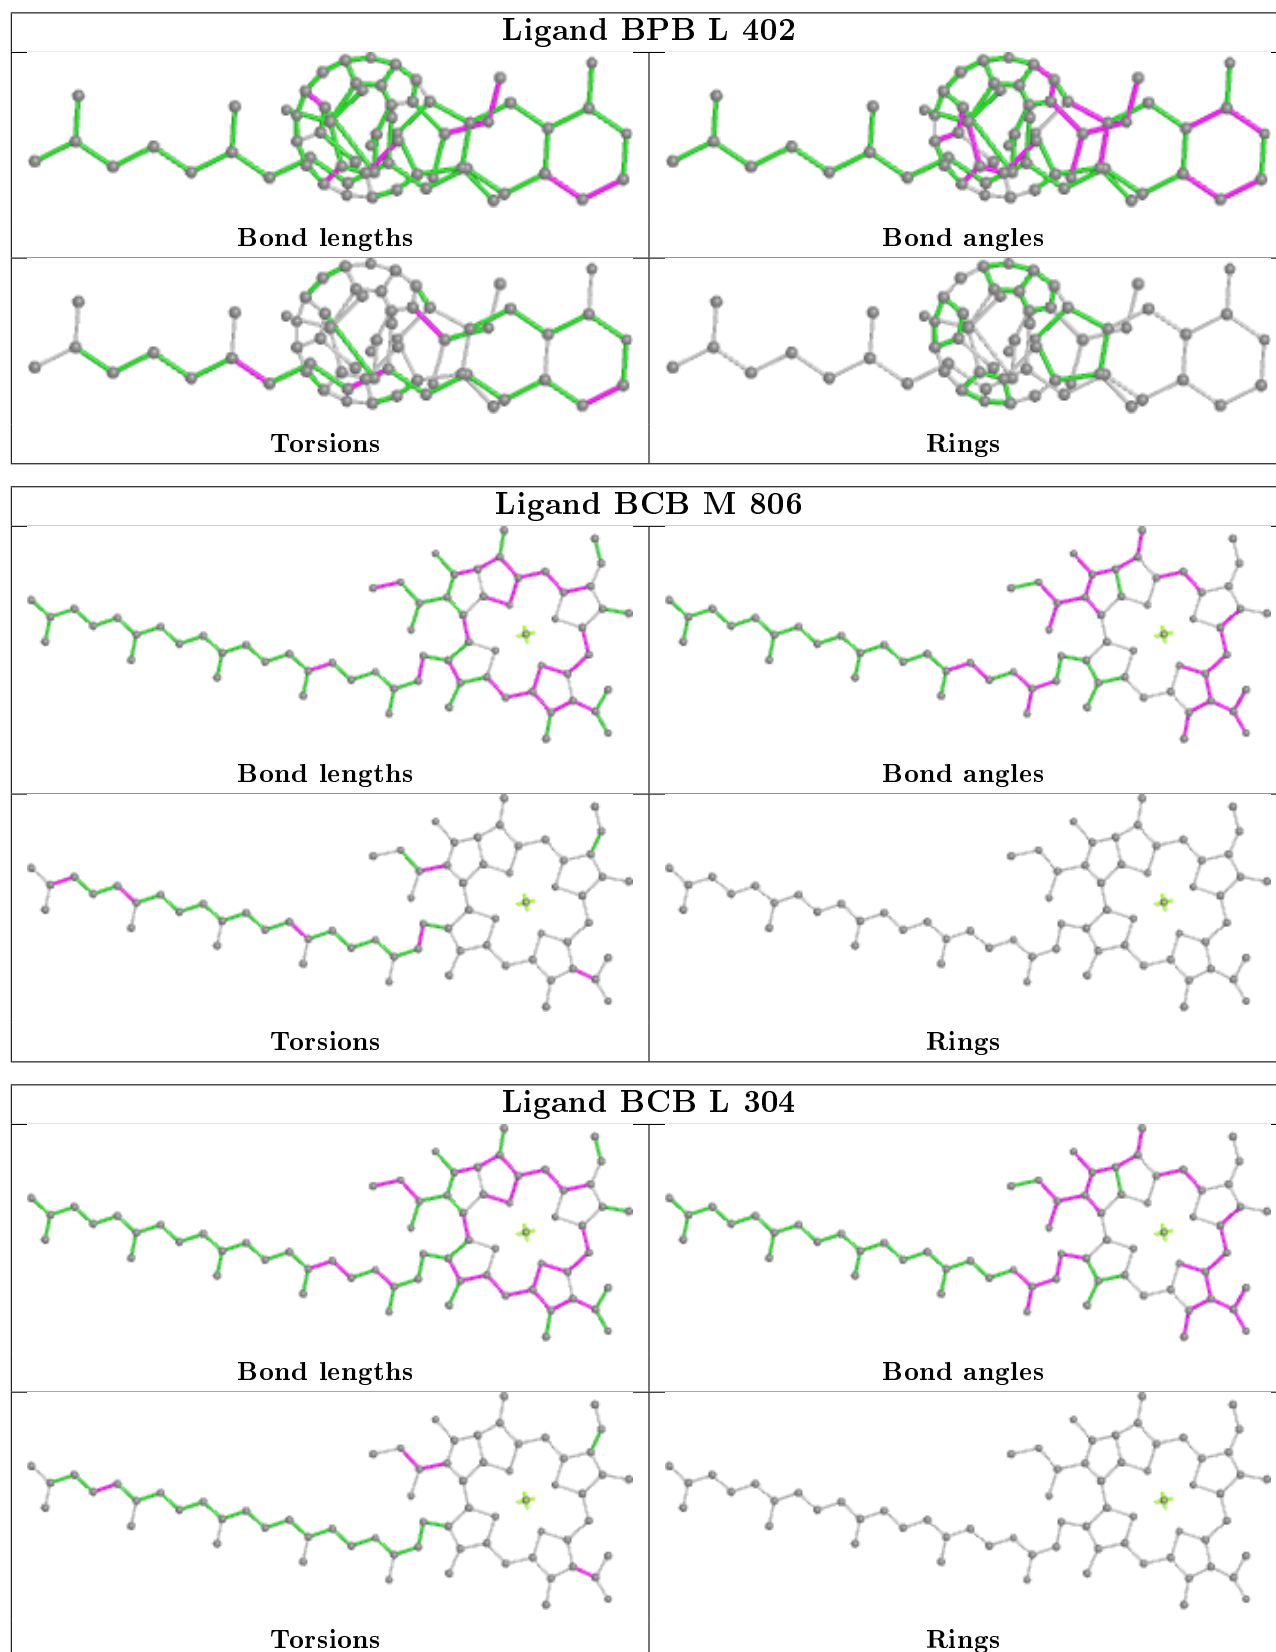 Ligand BPB L 402
Bond lengths
Bond angles
Torsions
Rings
Ligand BCB M 806
Bond lengths
Bond angles
Torsions
Rings
Ligand BCB L 304
Bond lengths
Bond angles
Torsions
Rings